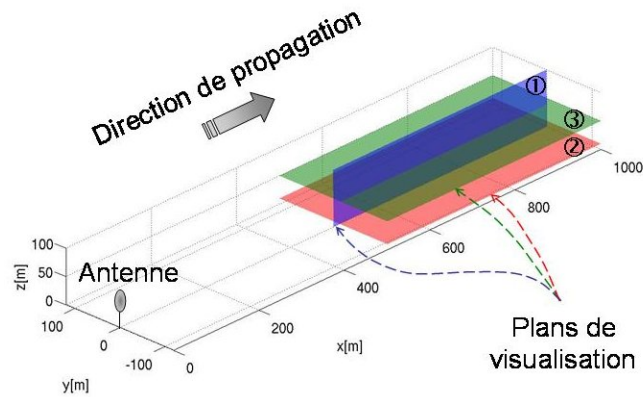 Direction de propagation
①
③
②
1000
800
600
400
200
0
x[m]
100
50
0
z[m]
Antenne
100
0
-100
y[m]
Plans de
visualisation